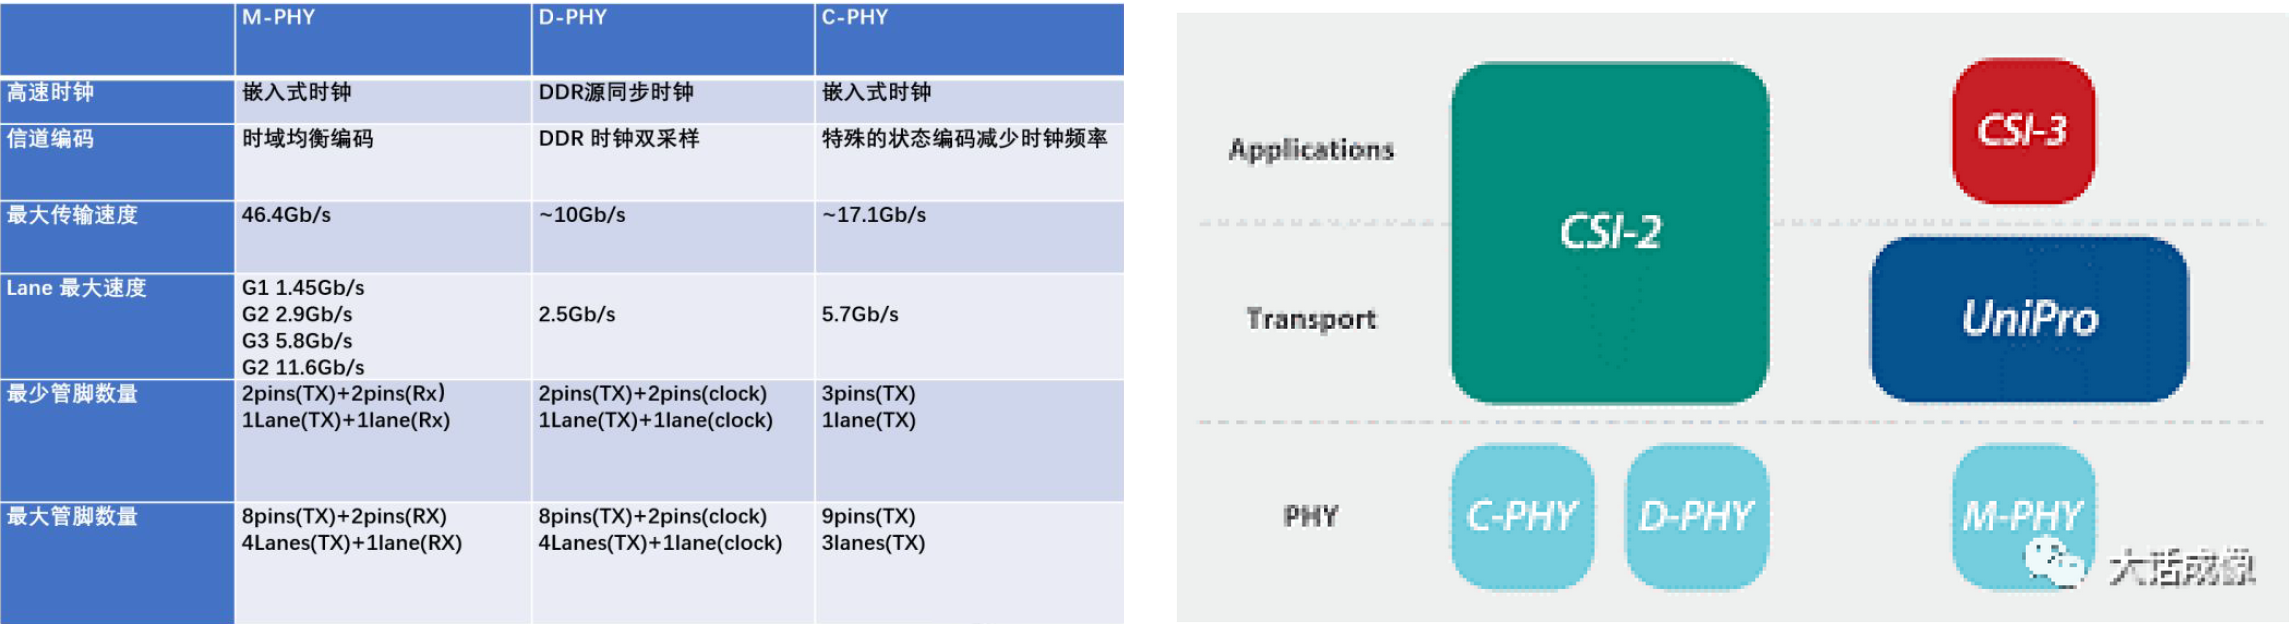 M-PHY D-PHY C-PHY
高速时钟 嵌入式时钟 DDR源同步时钟 嵌入式时钟
信道编码 时域均衡编码 DDR 时钟双采样 特殊的状态编码减少时钟频率
最大传输速度 46.4Gb/s ~10Gb/s ~17.1Gb/s
Lane 最大速度 G1 1.45Gb/s
G2 2.9Gb/s 2.5Gb/s 5.7Gb/s
G3 5.8Gb/s
G2 11.6Gb/s
最少管脚数量 2pins(TX)+2pins(Rx) 2pins(TX)+2pins(clock) 3pins(TX)
1Lane(TX)+1lane(Rx) 1Lane(TX)+1lane(clock) 1lane(TX)
最大管脚数量 8pins(TX)+2pins(RX) 8pins(TX)+2pins(clock) 9pins(TX)
4Lanes(TX)+1lane(RX) 4Lanes(TX)+1lane(clock) 3lanes(TX)
CSI-3
Applications
CSI-2
Transport UniPro
PHY C-PHY D-PHY M-PHY
大话成像